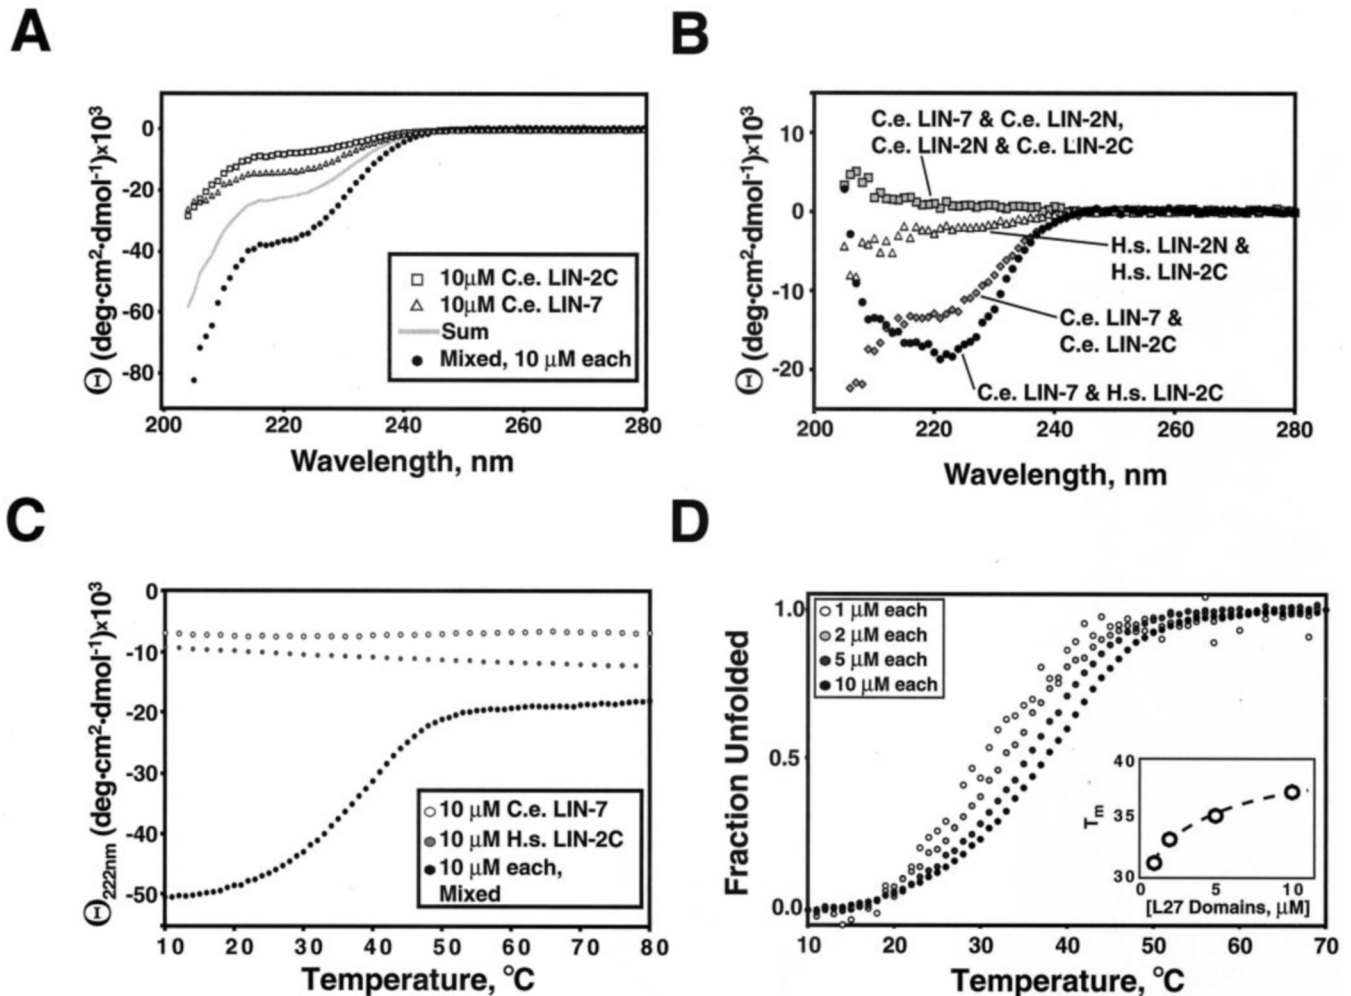 A
Θ (deg·cm²·dmol⁻¹)×10³
0
-20
-40
-60
-80
200
220
240
260
280
Wavelength, nm
10μM C.e. LIN-2C
10μM C.e. LIN-7
Sum
Mixed, 10 μM each
B
Θ (deg·cm²·dmol⁻¹)×10³
10
0
-10
-20
200
220
240
260
280
Wavelength, nm
C.e. LIN-7 & C.e. LIN-2N,
C.e. LIN-2N & C.e. LIN-2C
H.s. LIN-2N &
H.s. LIN-2C
C.e. LIN-7 &
C.e. LIN-2C
C.e. LIN-7 & H.s. LIN-2C
C
Θ222nm (deg·cm²·dmol⁻¹)×10³
0
-10
-20
-30
-40
-50
10
20
30
40
50
60
70
80
Temperature, °C
10 μM C.e. LIN-7
10 μM H.s. LIN-2C
10 μM each,
Mixed
D
Fraction Unfolded
1.0
0.5
0.0
10
20
30
40
50
60
70
Temperature, °C
1 μM each
2 μM each
5 μM each
10 μM each
Tm
40
35
30
0
5
10
[L27 Domains, μM]